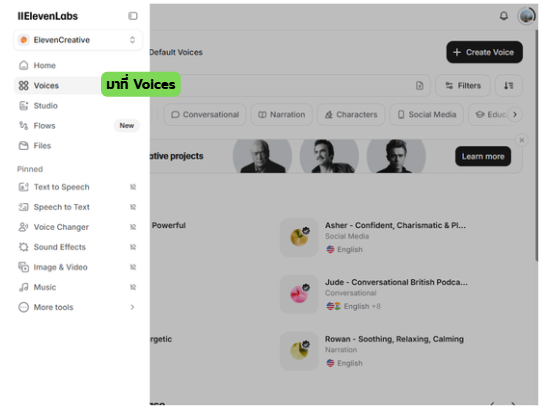 IIElevenLabs
ElevenCreative
Home
Voices
มาที่ Voices
Studio
Flows
New
Files
Pinned
Text to Speech
Speech to Text
Voice Changer
Sound Effects
Image & Video
Music
More tools
Default Voices
+ Create Voice
Filters
Conversational
Narration
Characters
Social Media
Educ
ative projects
Learn more
Powerful
Asher - Confident, Charismatic & Pl...
Social Media
English
Jude - Conversational British Podca...
Conversational
English +8
rgetic
Rowan - Soothing, Relaxing, Calming
Narration
English